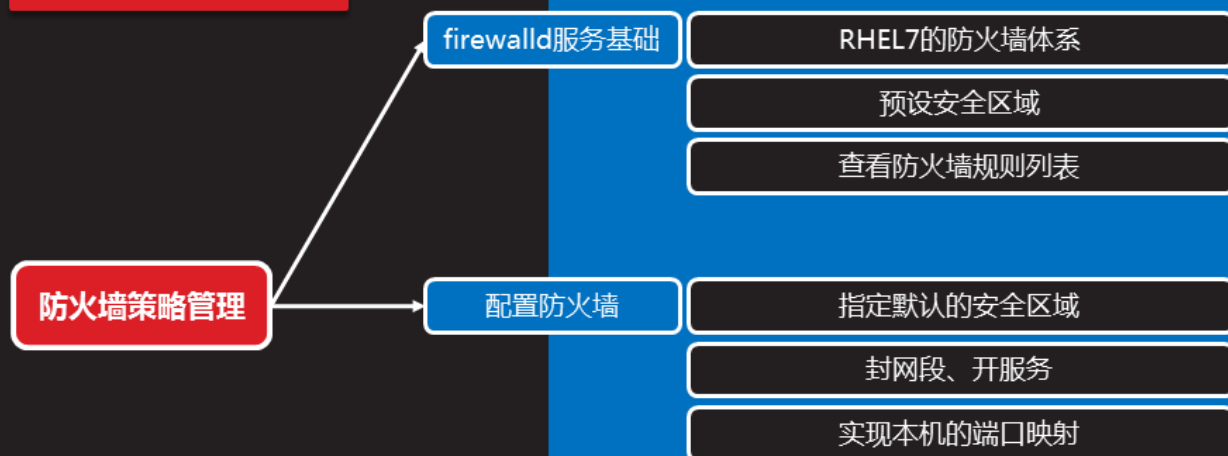 防火墙策略管理
firewalld服务基础
RHEL7的防火墙体系
预设安全区域
查看防火墙规则列表
配置防火墙
指定默认的安全区域
封网段、开服务
实现本机的端口映射